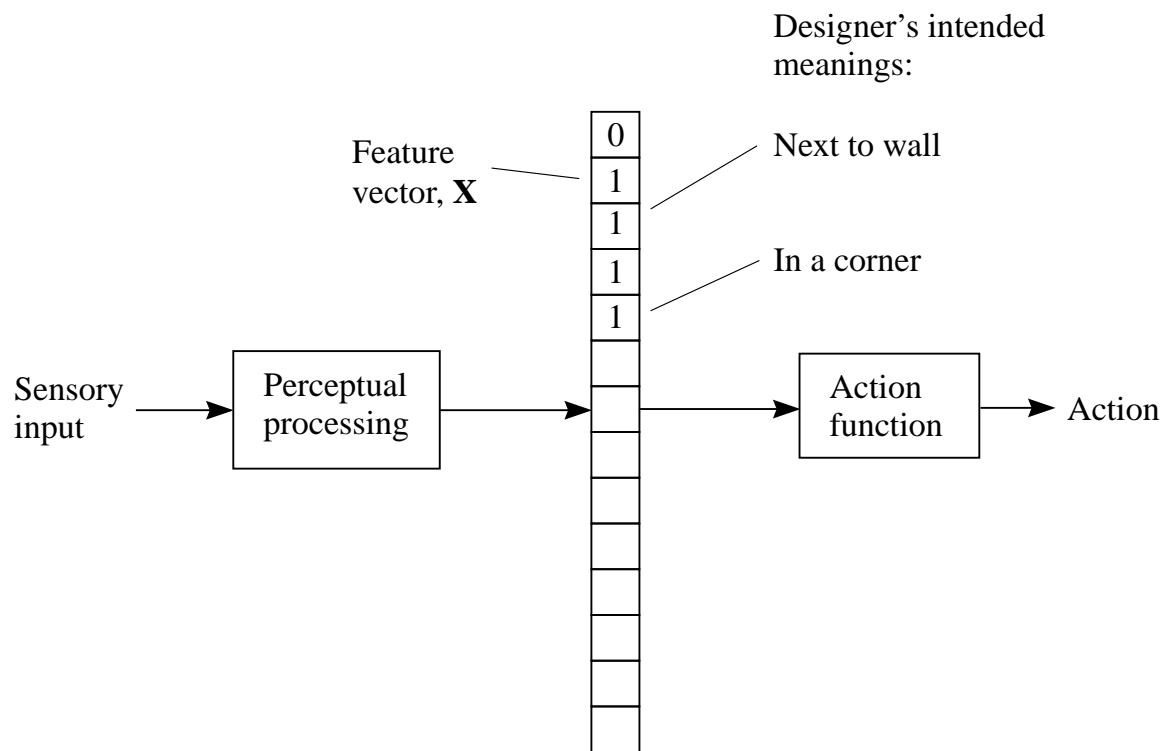 Designer’s intended
meanings:
0
Next to wall
Feature
vector, X
1
1
In a corner
1
1
Sensory
input
Perceptual
processing
Action
function
Action